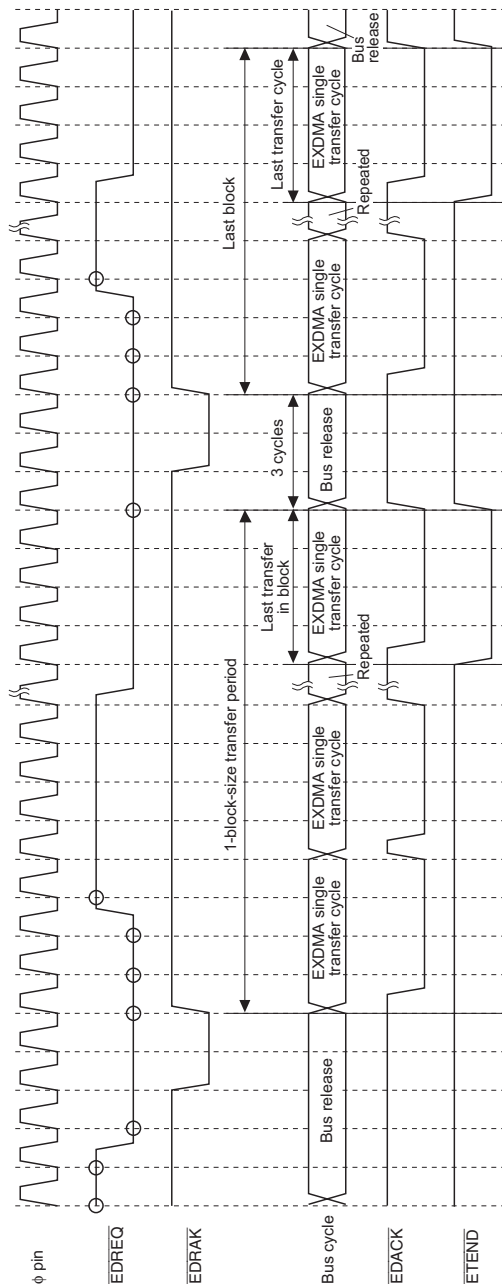 φ pin
EDREQ
EDRAK
1-block-size transfer period
Last transfer
in block
3 cycles
Last block
Last transfer cycle
Bus cycle
Bus release
EXDMA single
transfer cycle
EXDMA single
transfer cycle
Repeated
EXDMA single
transfer cycle
Bus release
EXDMA single
transfer cycle
Repeated
EXDMA single
transfer cycle
Bus
release
EDACK
ETEND